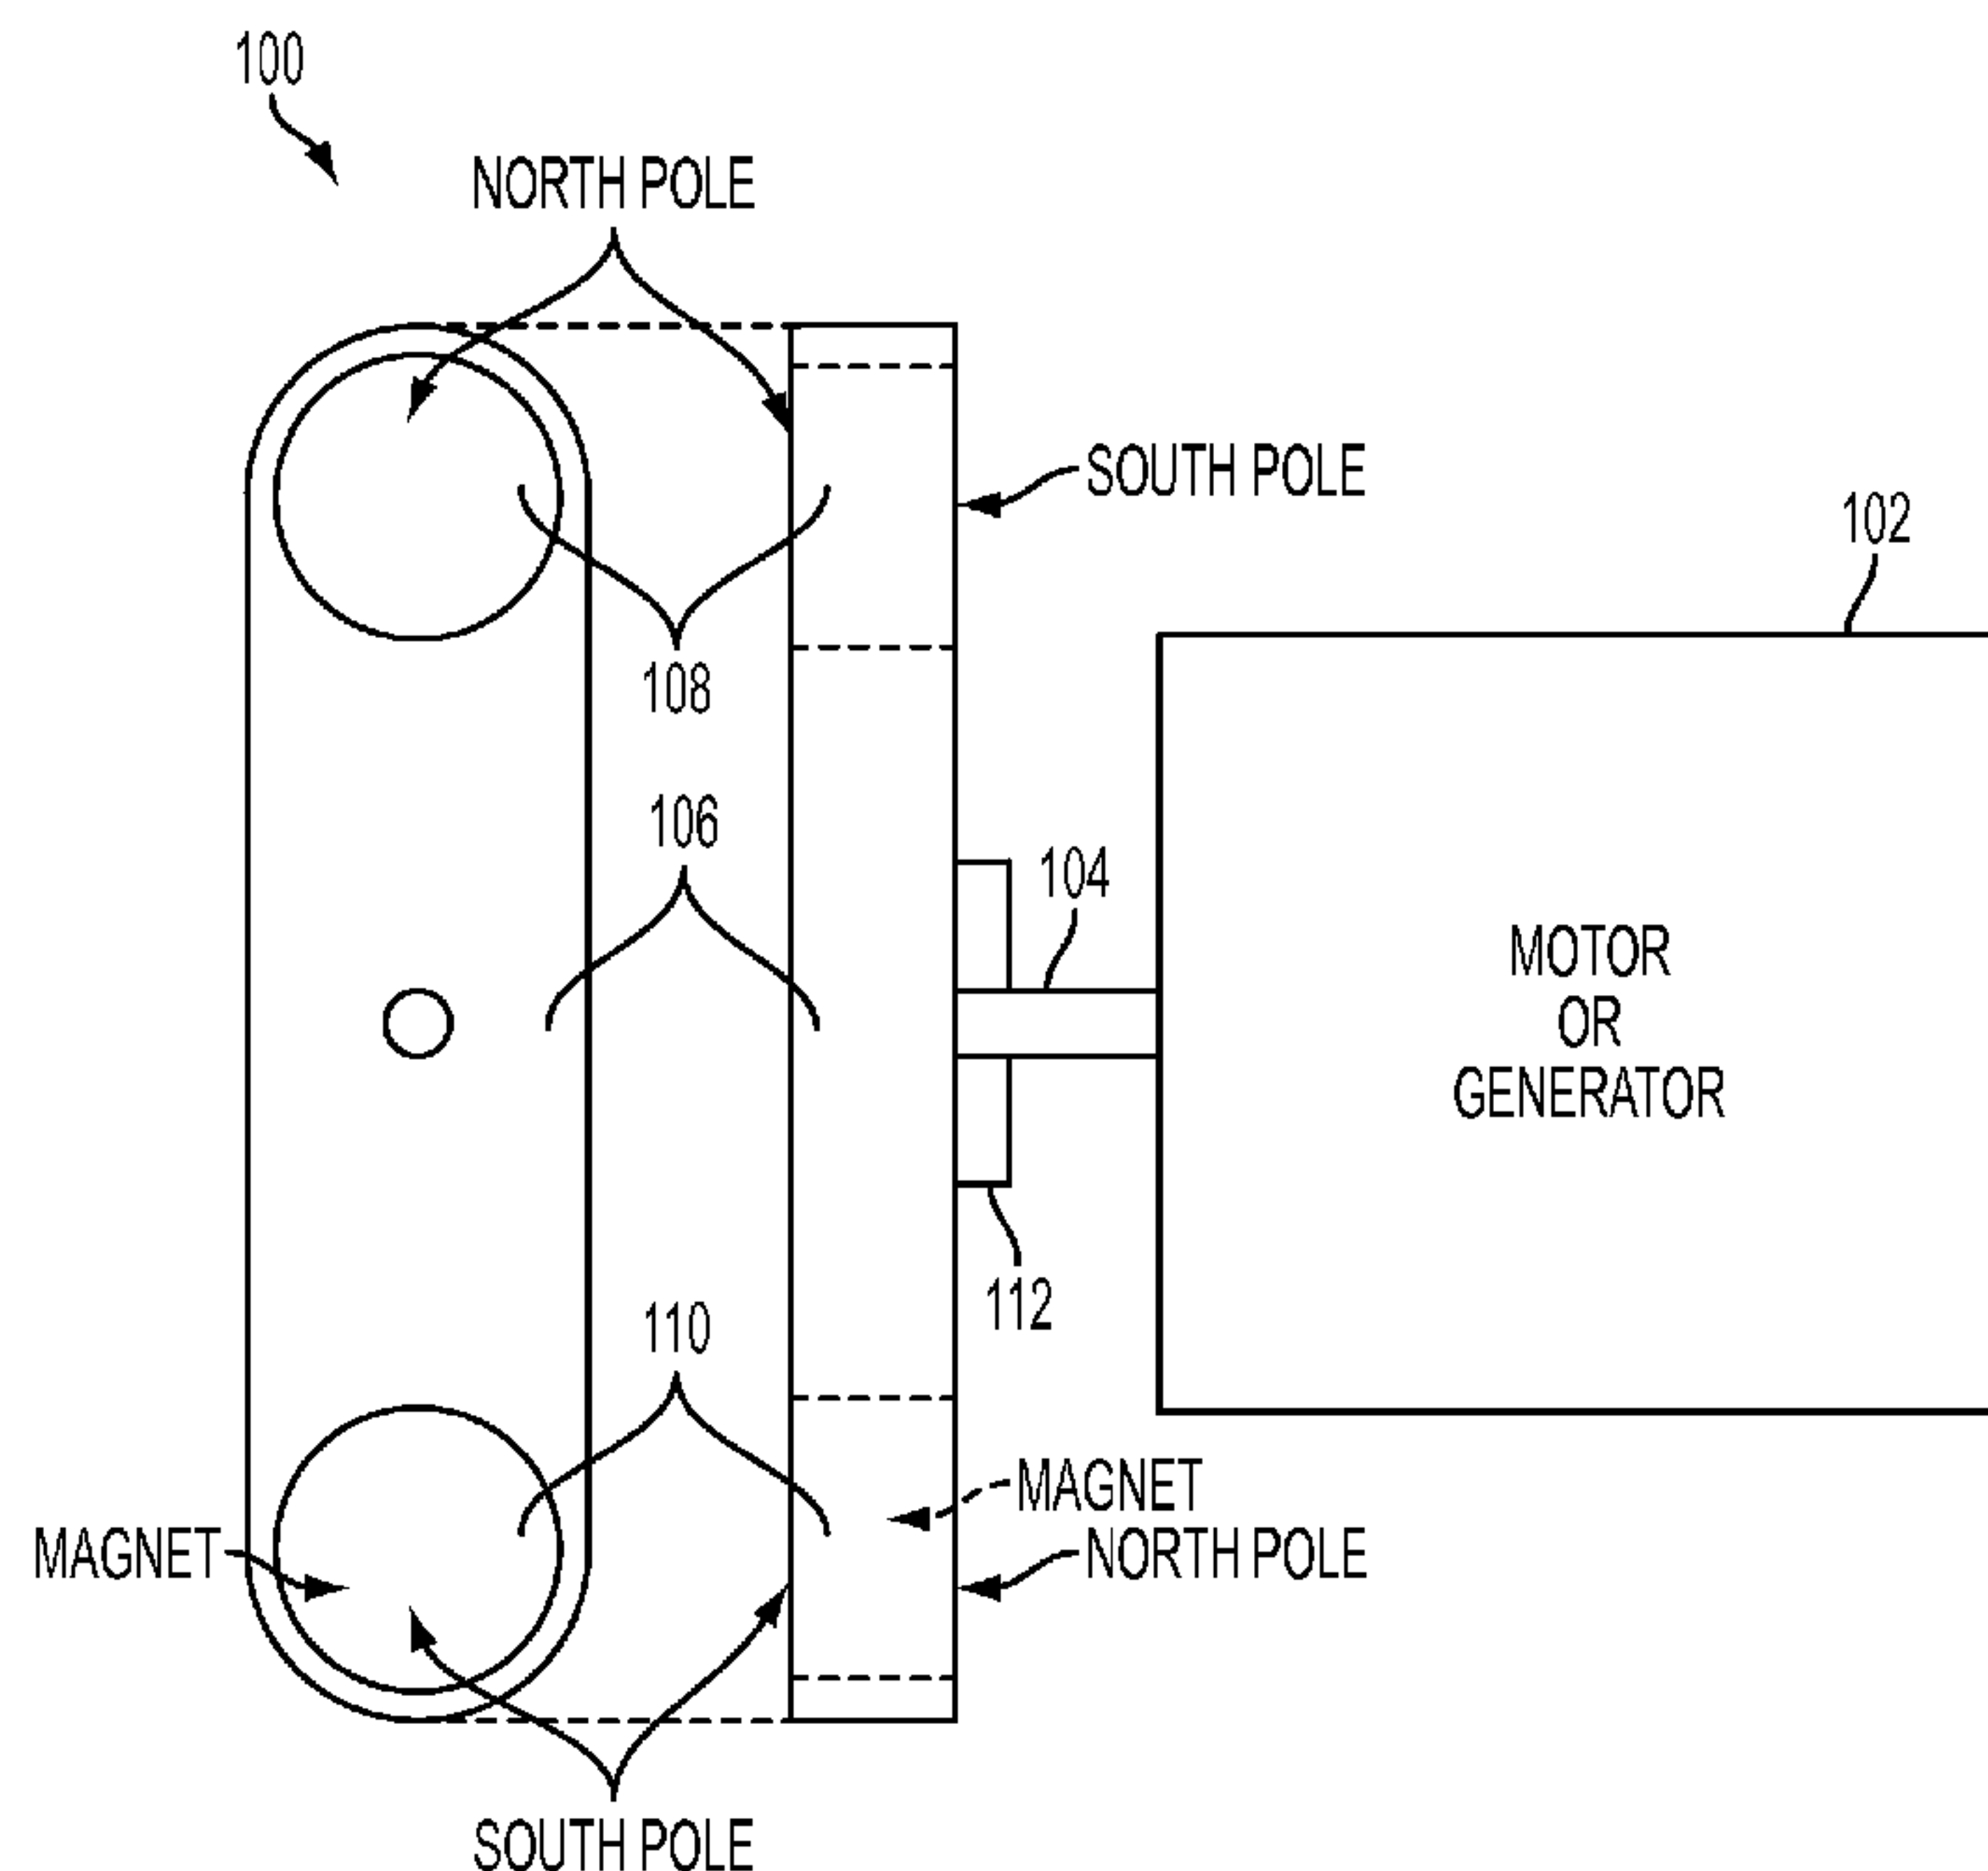 100
NORTH POLE
SOUTH POLE
102
108
106
104
MOTOR
OR
GENERATOR
112
110
MAGNET
MAGNET
NORTH POLE
SOUTH POLE